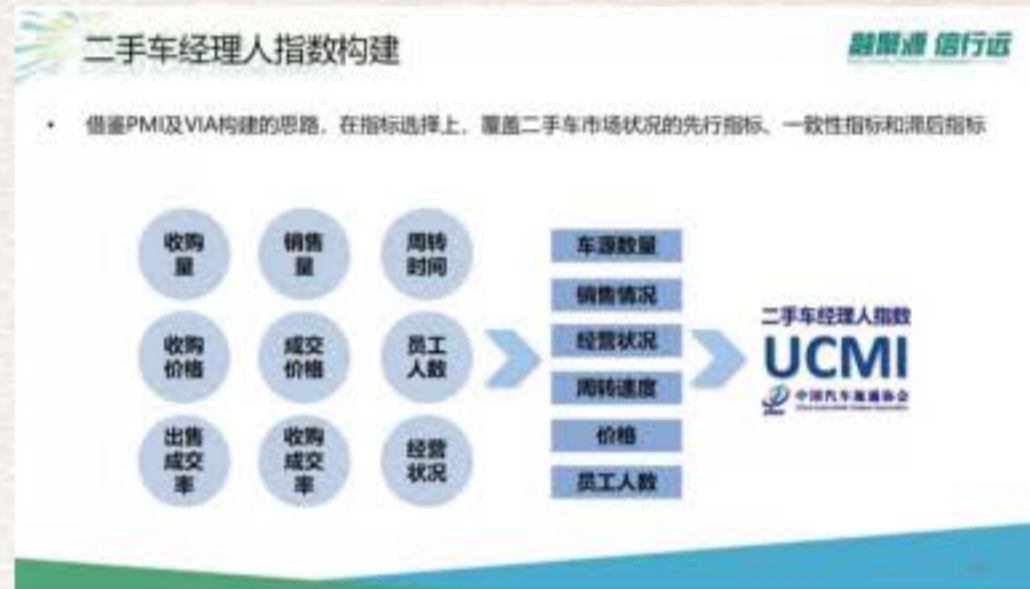 二手车经理人指数构建
融聚源 信行远
• 借鉴PMI及VIA构建的思路，在指标选择上，覆盖二手车市场状况的先行指标、一致性指标和滞后指标
收购
量
销售
量
周转
时间
收购
价格
成交
价格
员工
人数
出售
成交
率
收购
成交
率
经营
状况
车源数量
销售情况
经营状况
周转速度
价格
员工人数
二手车经理人指数
UCMI
中国汽车流通协会